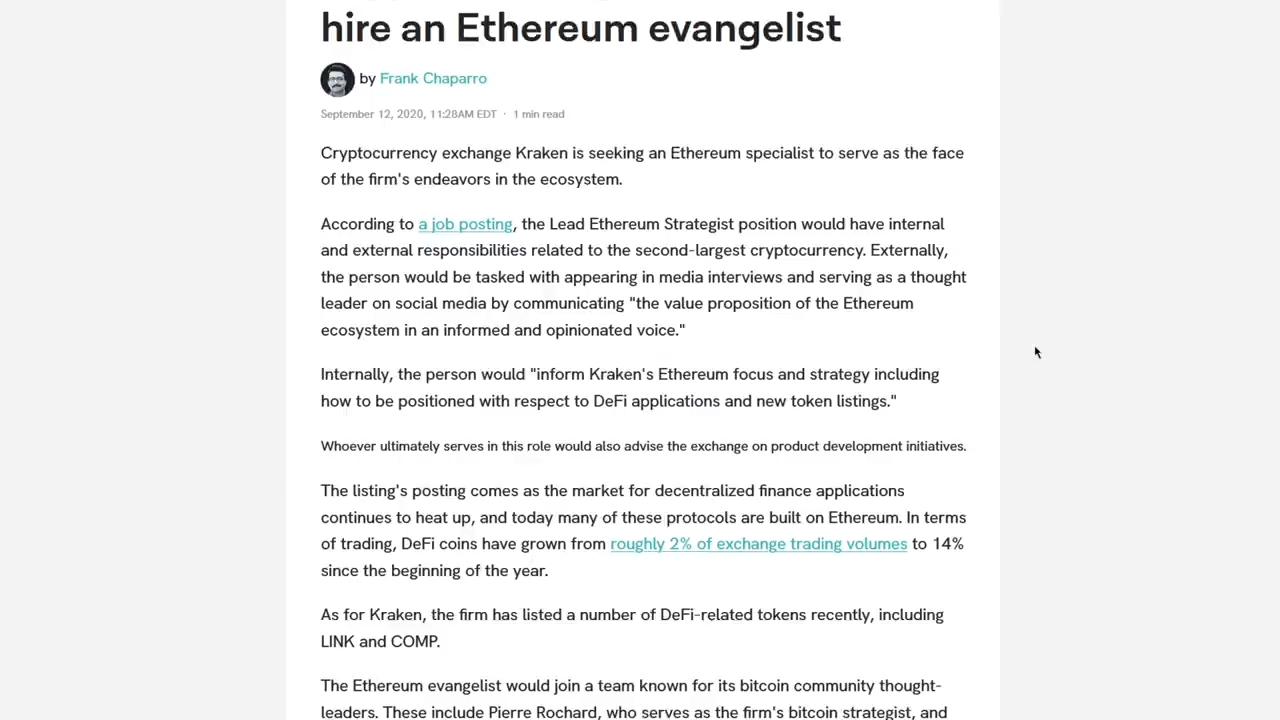 hire an Ethereum evangelist
by Frank Chaparro
September 12, 2020, 11:28AM EDT · 1 min read
Cryptocurrency exchange Kraken is seeking an Ethereum specialist to serve as the face
of the firm's endeavors in the ecosystem.
According to a job posting, the Lead Ethereum Strategist position would have internal
and external responsibilities related to the second-largest cryptocurrency. Externally,
the person would be tasked with appearing in media interviews and serving as a thought
leader on social media by communicating "the value proposition of the Ethereum
ecosystem in an informed and opinionated voice."
Internally, the person would "inform Kraken's Ethereum focus and strategy including
how to be positioned with respect to DeFi applications and new token listings."
Whoever ultimately serves in this role would also advise the exchange on product development initiatives.
The listing's posting comes as the market for decentralized finance applications
continues to heat up, and today many of these protocols are built on Ethereum. In terms
of trading, DeFi coins have grown from roughly 2% of exchange trading volumes to 14%
since the beginning of the year.
As for Kraken, the firm has listed a number of DeFi-related tokens recently, including
LINK and COMP.
The Ethereum evangelist would join a team known for its bitcoin community thought-
leaders. These include Pierre Rochard, who serves as the firm's bitcoin strategist, and